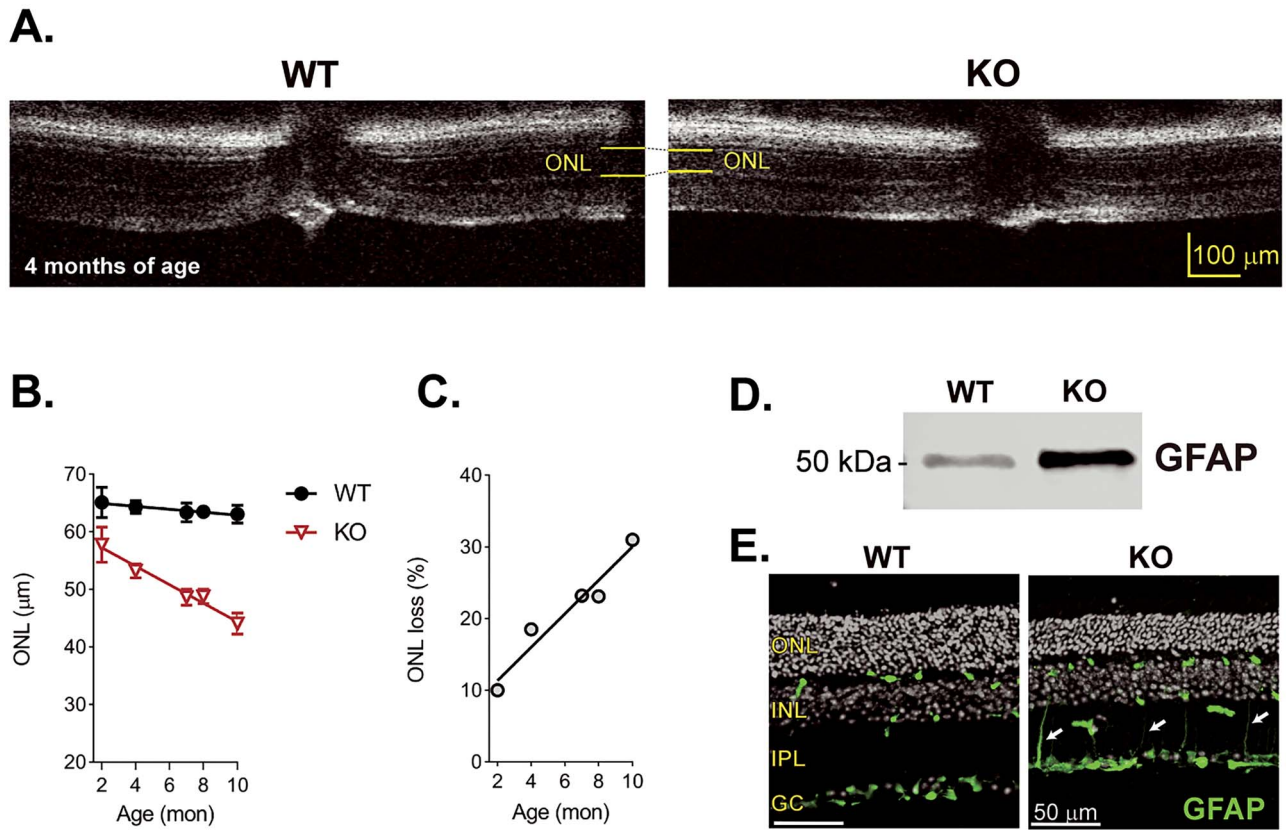 A.
WT
KO
ONL
ONL
4 months of age
100 μm
B.
70
60
50
40
30
20
ONL (μm)
2 4 6 8 10
Age (mon)
WT
KO
C.
40
30
20
10
0
ONL loss (%)
2 4 6 8 10
Age (mon)
D.
WT KO
50 kDa -
GFAP
E.
WT
KO
ONL
INL
IPL
GC
50 μm
GFAP